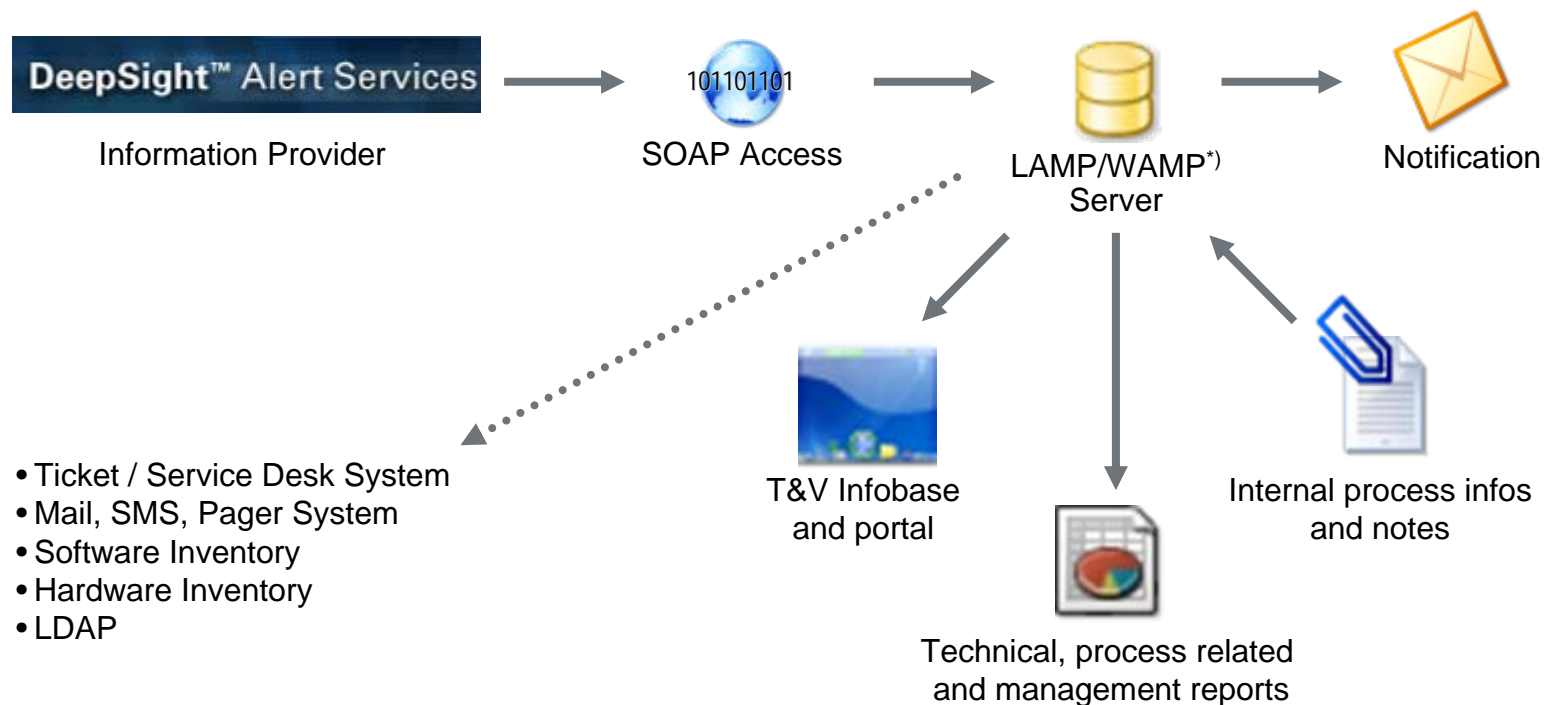 DeepSight™ Alert Services
Information Provider
101101101
SOAP Access
LAMP/WAMP*)
Server
Notification
• Ticket / Service Desk System
• Mail, SMS, Pager System
• Software Inventory
• Hardware Inventory
• LDAP
T&V Infobase
and portal
Internal process infos
and notes
Technical, process related
and management reports